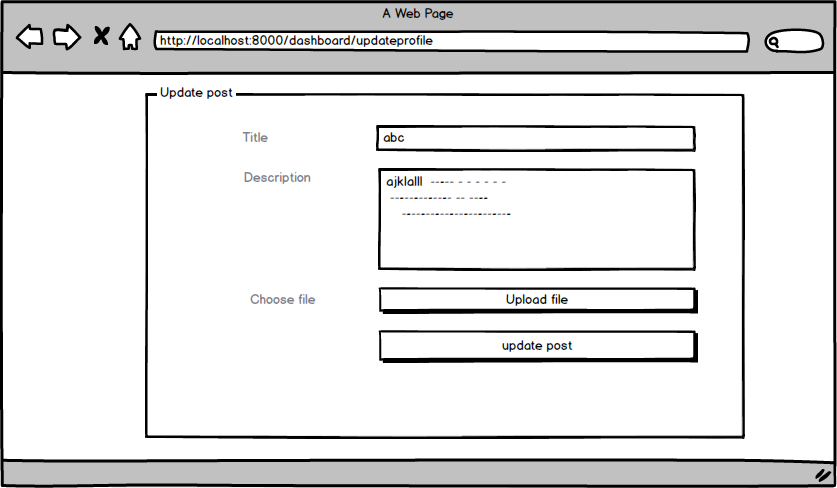 A Web Page
http://localhost:8000/dashboard/updateprofile
Update post
Title
abc
Description
ajklalll ----- - - - - - -
------------- -- ----
-----------------------
Choose file
Upload file
update post